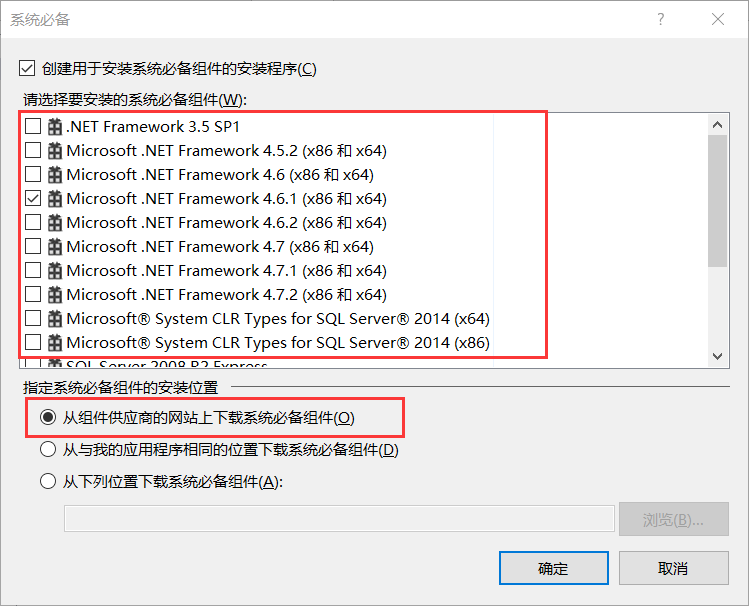 系统必备
?
创建用于安装系统必备组件的安装程序(C)
请选择要安装的系统必备组件(W):
.NET Framework 3.5 SP1
Microsoft .NET Framework 4.5.2 (x86 和 x64)
Microsoft .NET Framework 4.6 (x86 和 x64)
Microsoft .NET Framework 4.6.1 (x86 和 x64)
Microsoft .NET Framework 4.6.2 (x86 和 x64)
Microsoft .NET Framework 4.7 (x86 和 x64)
Microsoft .NET Framework 4.7.1 (x86 和 x64)
Microsoft .NET Framework 4.7.2 (x86 和 x64)
Microsoft® System CLR Types for SQL Server® 2014 (x64)
Microsoft® System CLR Types for SQL Server® 2014 (x86)
SQL Server 2008 R2 Express
指定系统必备组件的安装位置
从组件供应商的网站上下载系统必备组件(O)
从与我的应用程序相同的位置下载系统必备组件(D)
从下列位置下载系统必备组件(A):
浏览(B)...
确定
取消